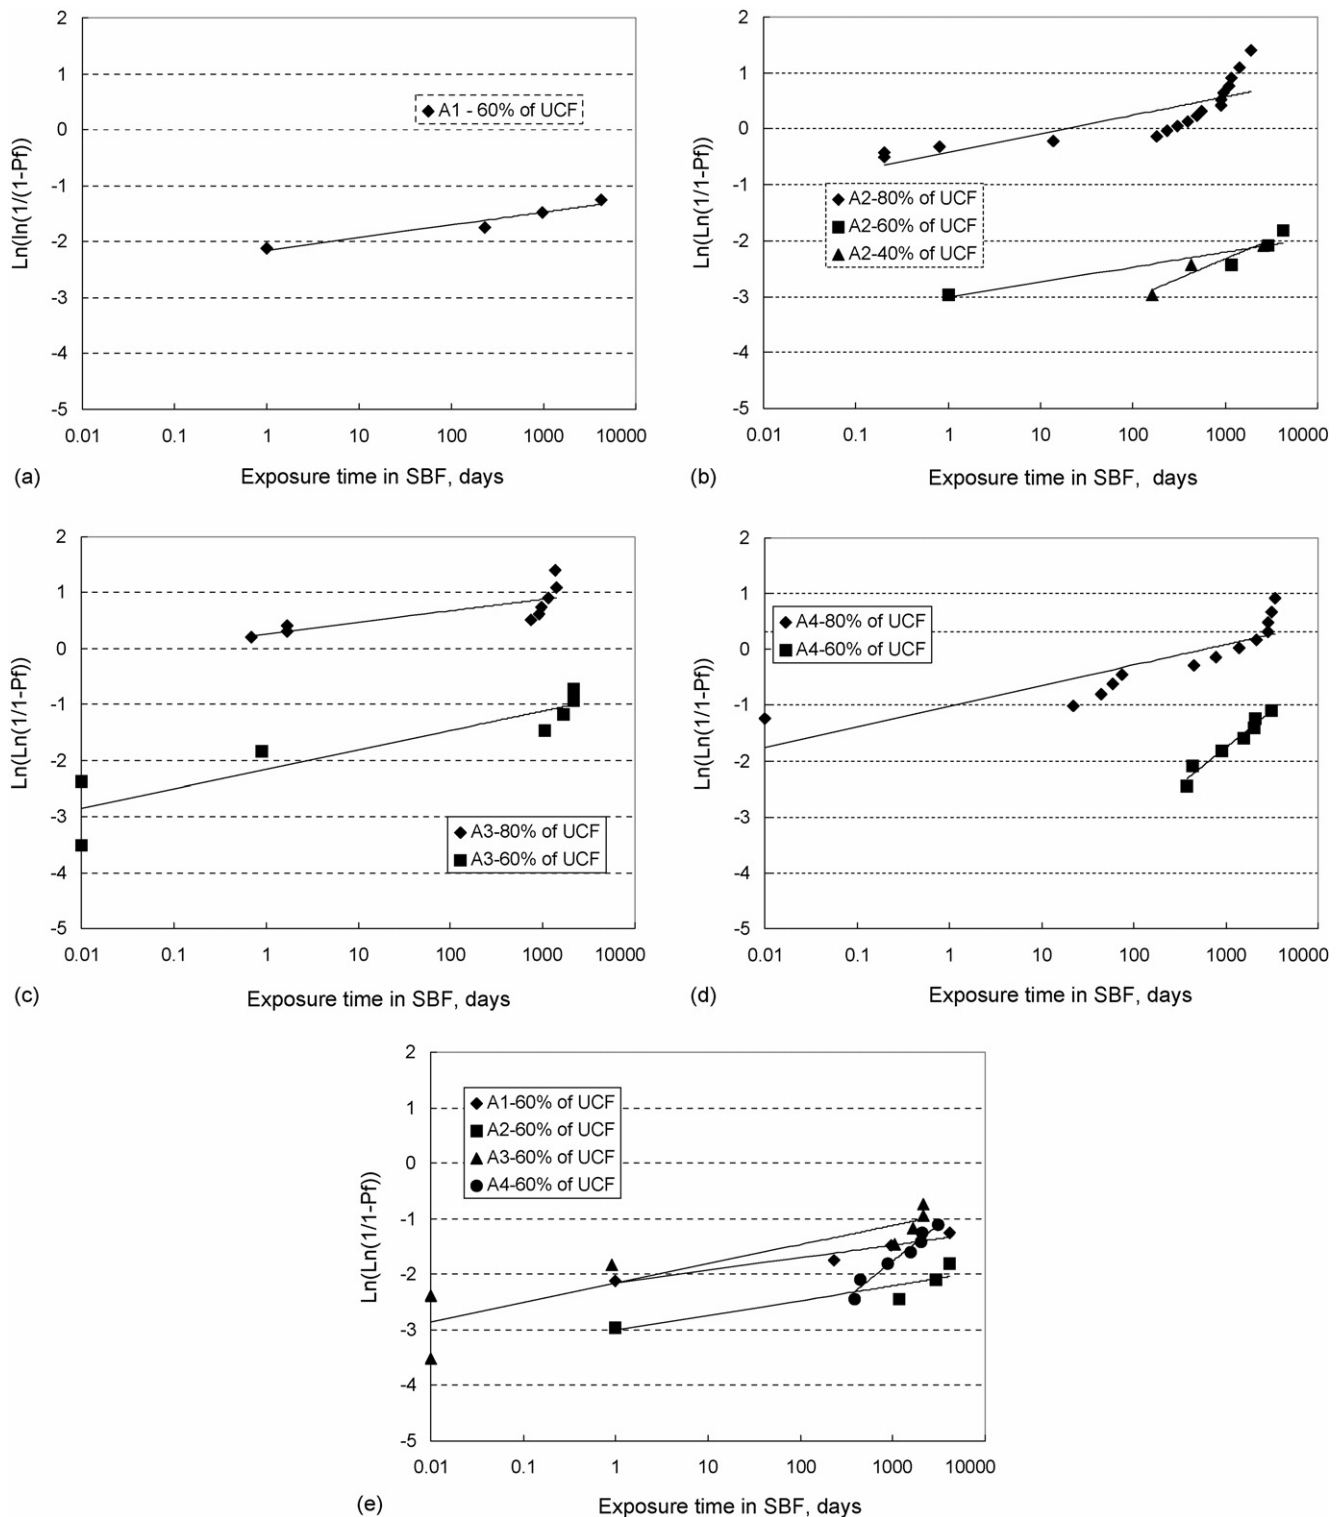 2
1
0
-1
-2
-3
-4
-5
Ln(ln(1/(1-Pf))
A1 - 60% of UCF
0.01 0.1 1 10 100 1000 10000
Exposure time in SBF, days
(a)
2
1
0
-1
-2
-3
-4
-5
Ln(Ln(1/1-Pf))
A2-80% of UCF
A2-60% of UCF
A2-40% of UCF
0.01 0.1 1 10 100 1000 10000
Exposure time in SBF, days
(b)
2
1
0
-1
-2
-3
-4
-5
Ln(Ln(1/1-Pf))
A3-80% of UCF
A3-60% of UCF
0.01 0.1 1 10 100 1000 10000
Exposure time in SBF, days
(c)
2
1
0
-1
-2
-3
-4
-5
Ln(Ln(1/1-Pf))
A4-80% of UCF
A4-60% of UCF
0.01 0.1 1 10 100 1000 10000
Exposure time in SBF, days
(d)
2
1
0
-1
-2
-3
-4
-5
Ln(Ln(1/1-Pf))
A1-60% of UCF
A2-60% of UCF
A3-60% of UCF
A4-60% of UCF
0.01 0.1 1 10 100 1000 10000
Exposure time in SBF, days
(e)